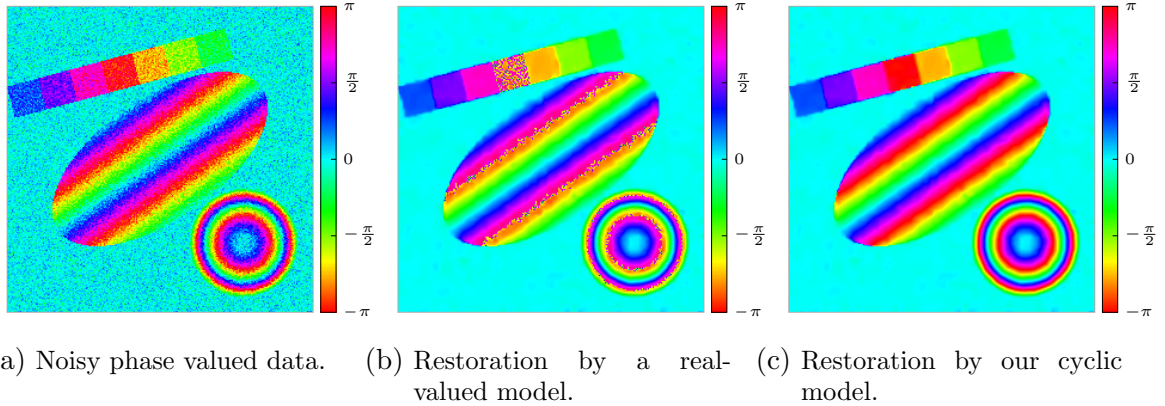 π
π/2
0
−π/2
−π
π
π/2
0
−π/2
−π
π
π/2
0
−π/2
−π
a) Noisy phase valued data.
(b) Restoration by a real-
valued model.
(c) Restoration by our cyclic
model.